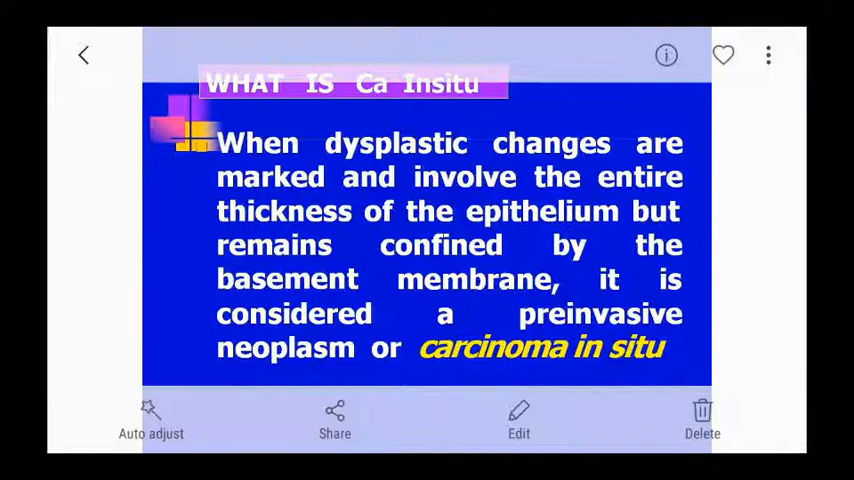 WHAT IS Ca Insitu
When dysplastic changes are
marked and involve the entire
thickness of the epithelium but
remains confined by the
basement membrane, it is
considered a preinvasive
neoplasm or carcinoma in situ
Auto adjust Share Edit Delete